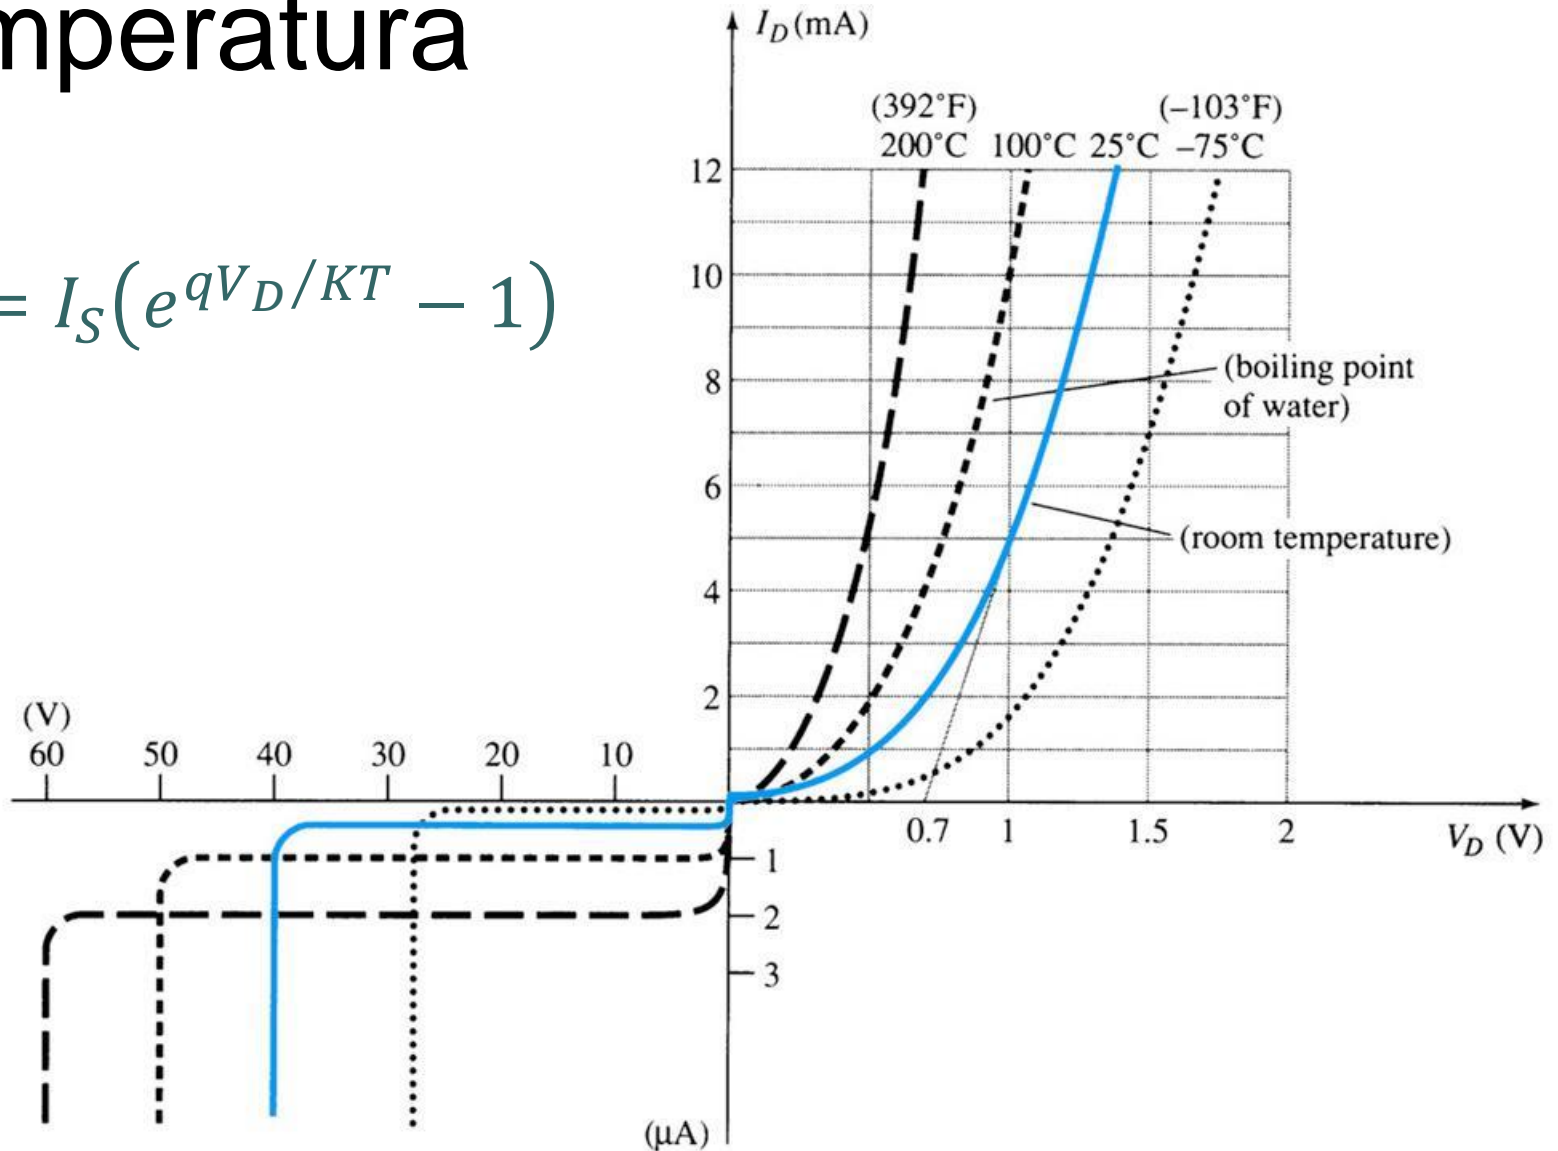 mperatura
= I_S(e^{qV_D/KT} − 1)
I_D (mA)
(392°F) (–103°F)
200°C 100°C 25°C –75°C
12
10
8
6
4
2
(boiling point
of water)
(room temperature)
(V)
60 50 40 30 20 10
0.7 1 1.5 2 V_D (V)
1
2
3
(μA)